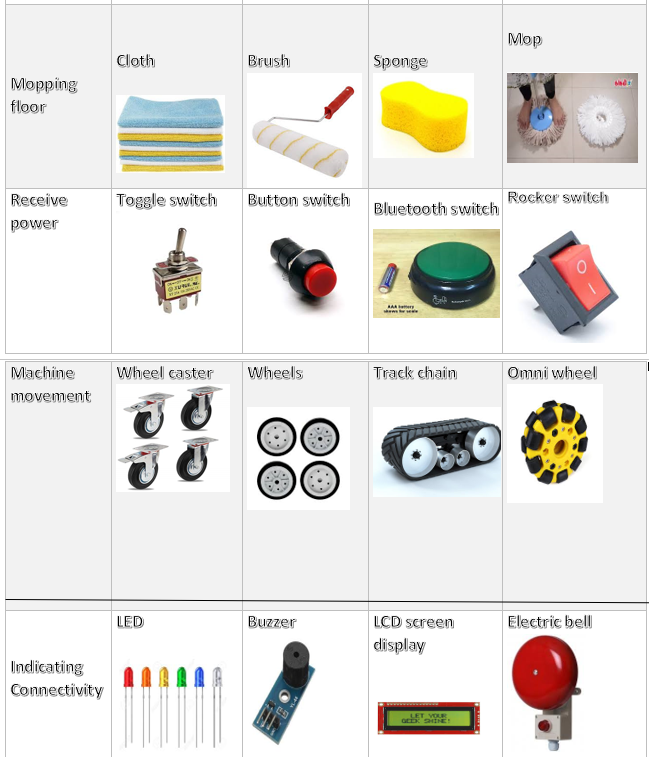 Mop
Cloth
Brush
Sponge
Mopping
floor
Receive
power
Toggle switch
Button switch
Bluetooth switch
Rocker switch
AAA battery
shown for scale
Machine
movement
Wheel caster
Wheels
Track chain
Omni wheel
LED
Buzzer
LCD screen
display
Electric bell
Indicating
Connectivity
LET YOUR
GEEK SHINE!